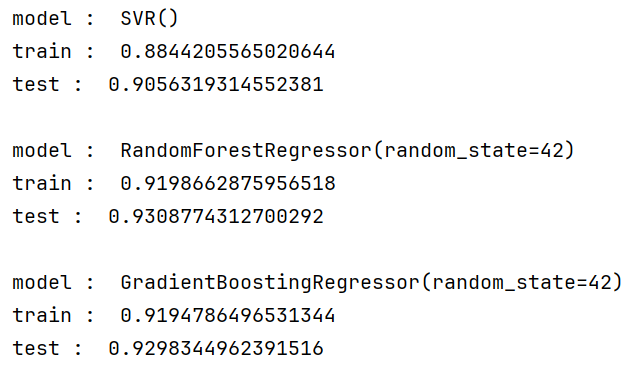 model :  SVR()
train :  0.8844205565020644
test :  0.9056319314552381
model :  RandomForestRegressor(random_state=42)
train :  0.9198662875956518
test :  0.9308774312700292
model :  GradientBoostingRegressor(random_state=42)
train :  0.9194786496531344
test :  0.9298344962391516